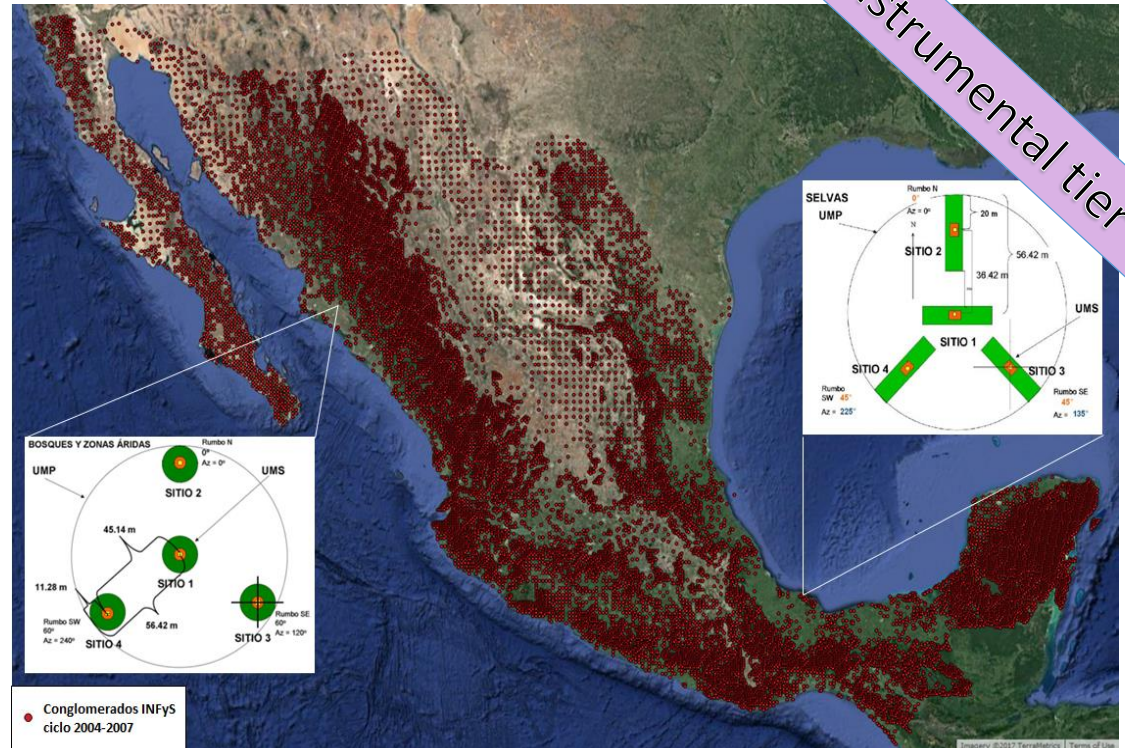 nstrumental tier
SELVAS
UMP
Rumbo N
0°
Az = 0°
N
20 m
SITIO 2
56.42 m
36.42 m
UMS
SITIO 1
SITIO 4
SITIO 3
Rumbo
SW 45°
Az = 225°
Rumbo SE
45°
Az = 135°
BOSQUES Y ZONAS ÁRIDAS
Rumbo N
0°
Az = 0°
UMP
UMS
SITIO 2
45.14 m
SITIO 1
11.28 m
56.42 m
Rumbo SW
60°
Az = 240°
SITIO 4
SITIO 3
Rumbo SE
60°
Az = 120°
Conglomerados INFyS
ciclo 2004-2007
Imagery ©2017 TerraMetrics
Terms of Use